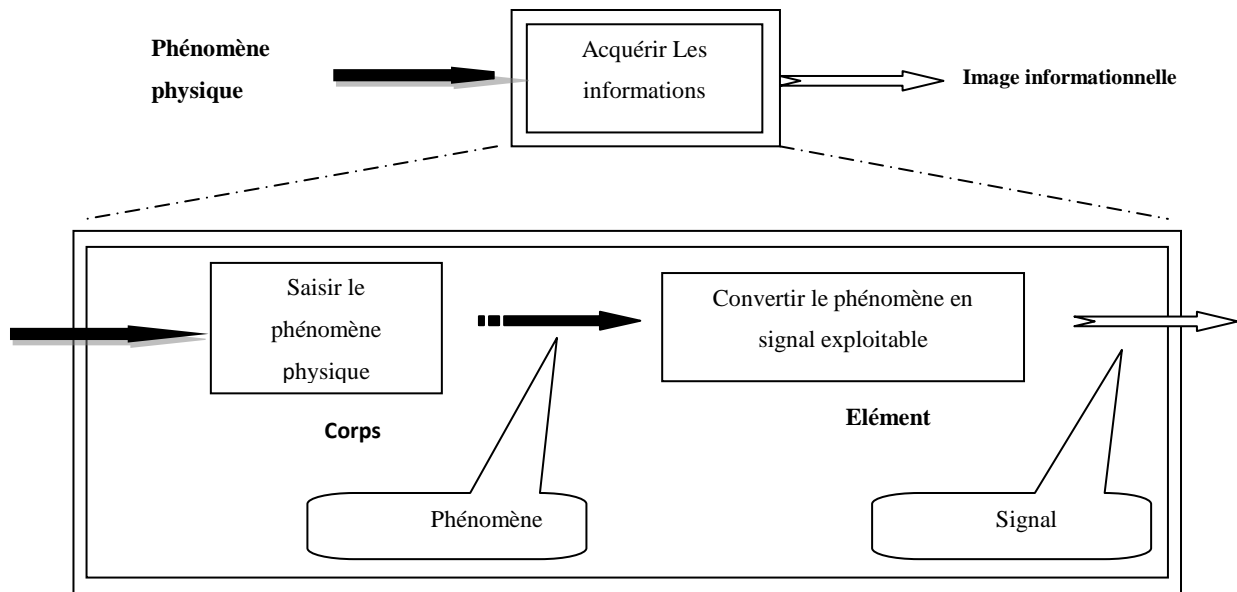 Phénomène
physique
Acquérir Les
informations
Image informationnelle
Saisir le
phénomène
physique
Convertir le phénomène en
signal exploitable
Corps
Elément
Phénomène
Signal